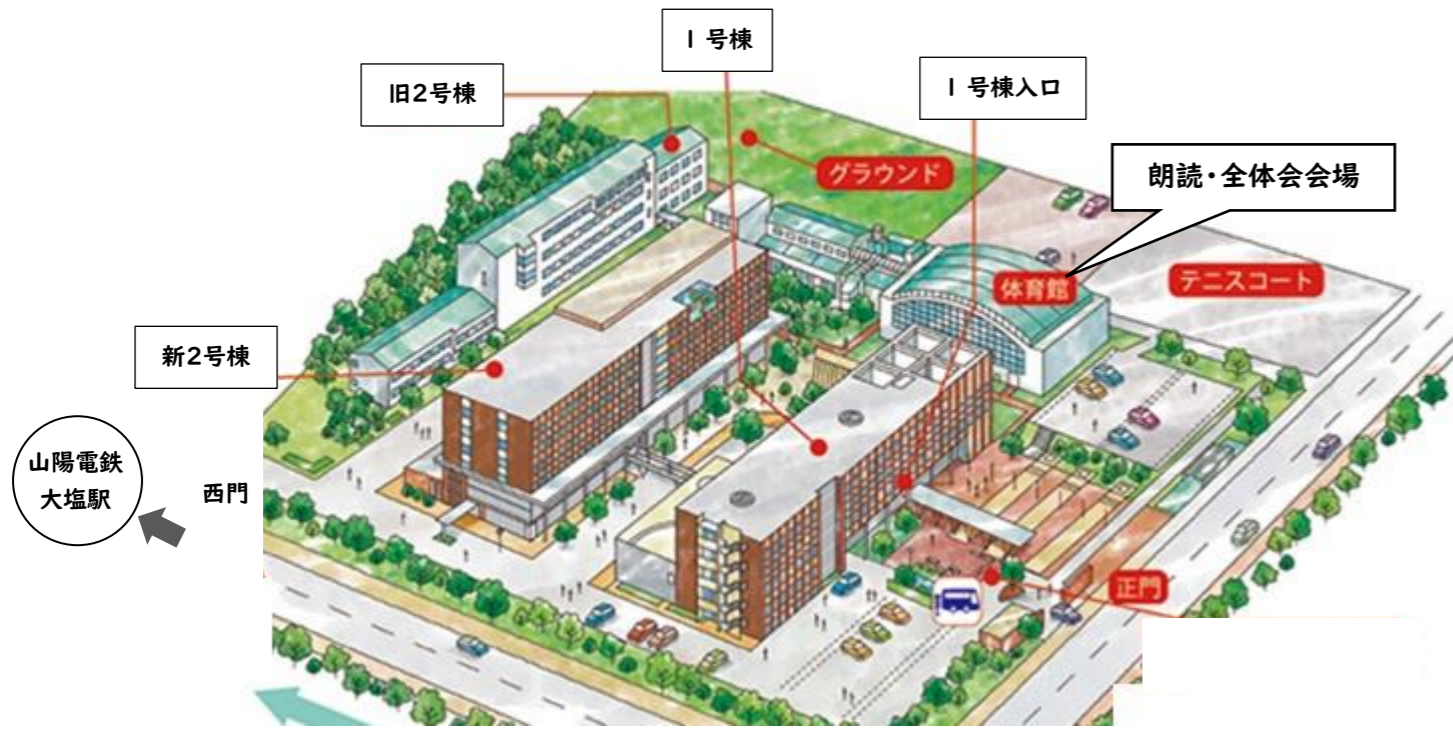 1 号棟
旧2号棟
1 号棟入口
グラウンド
朗読・全体会会場
体育館
テニスコート
新2号棟
山陽電鉄
大塩駅
西門
正門